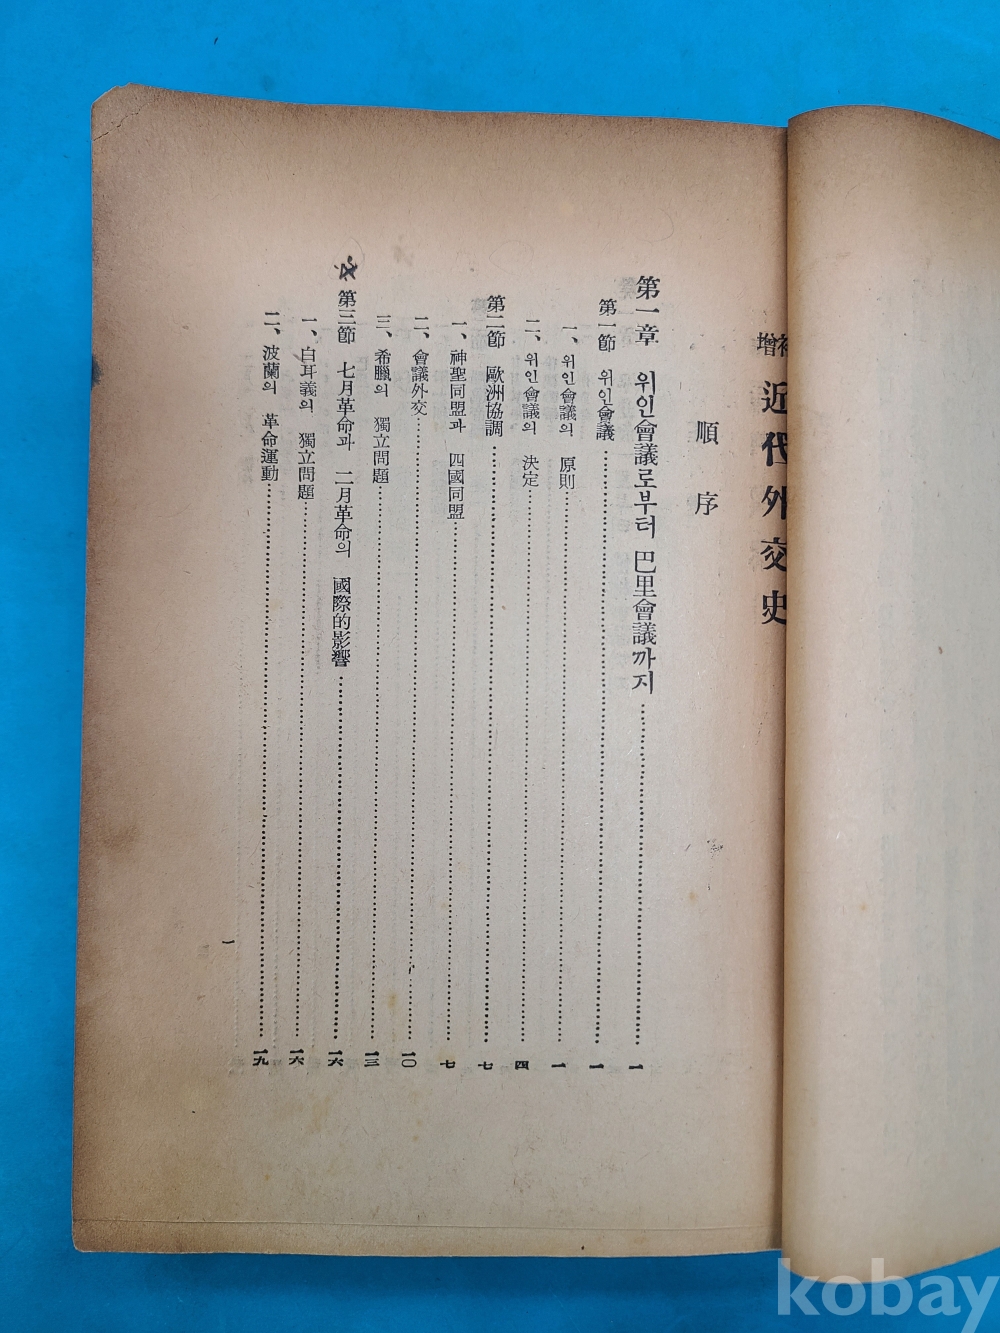 增補 近代外交史
順序
第一章 위인會議로부터 巴里會議까지 一
第一節 위인會議 一
一、위인會議의 原則 一
二、위인會議의 決定 四
第二節 歐洲協調 七
一、神聖同盟과 四國同盟 七
二、會議外交 一〇
三、希臘의 獨立問題 一三
第三節 七月革命과 二月革命의 國際的影響 一六
一、白耳義의 獨立問題 一六
二、波蘭의 革命運動 一九
一
kobay